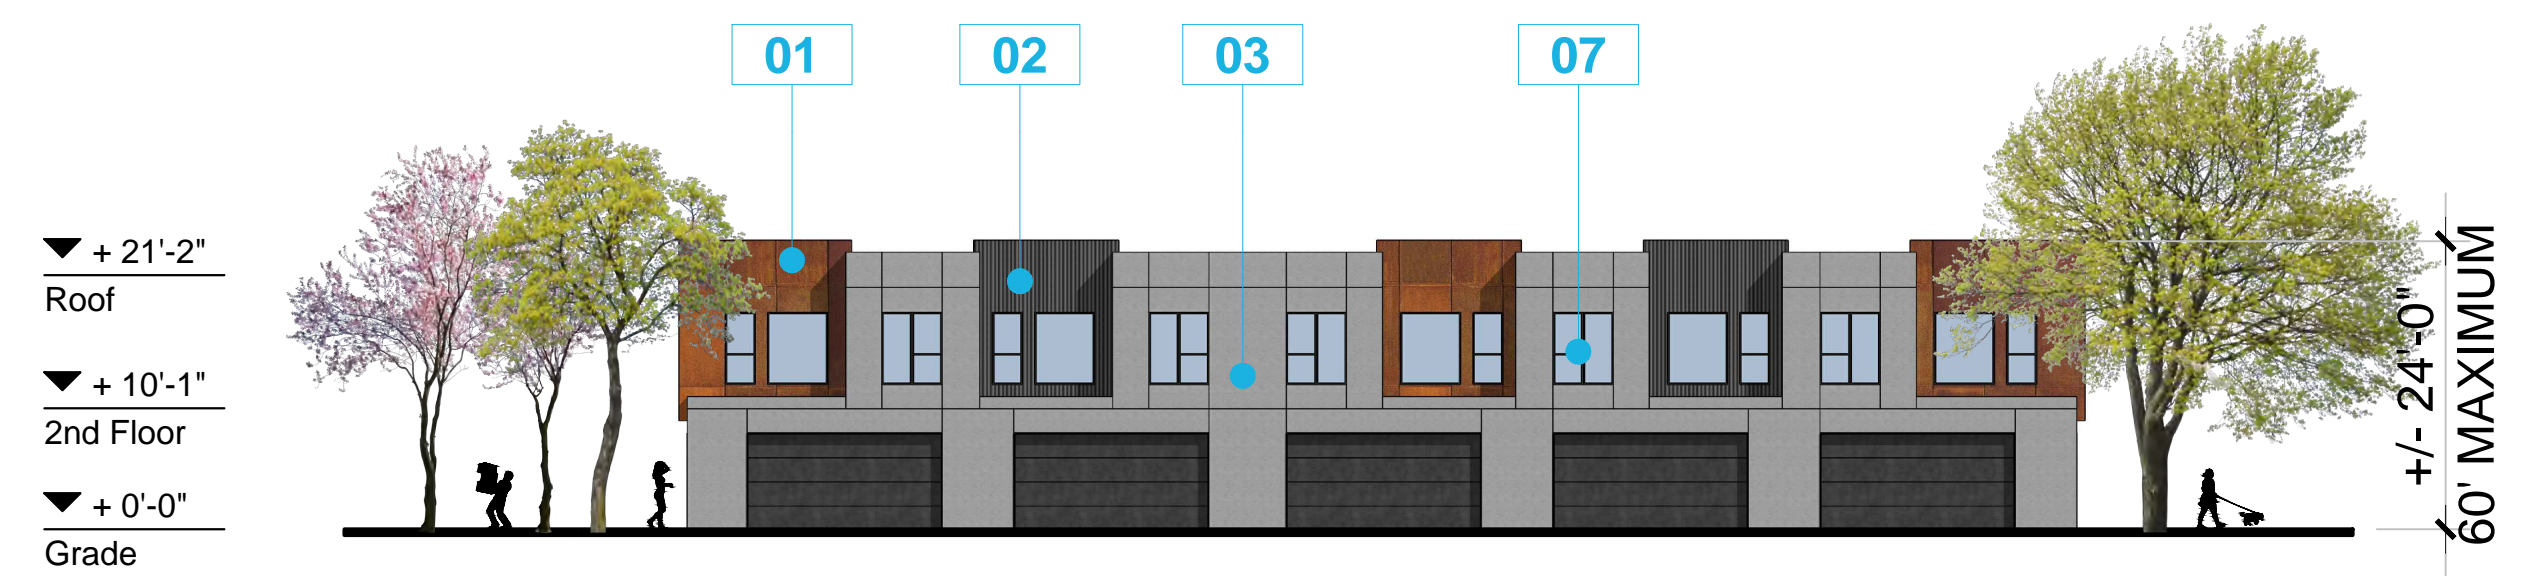 01
02
03
07
+ 21'-2"
Roof
+ 10'-1"
2nd Floor
+ 0'-0"
Grade
+/- 24'-0"
60' MAXIMUM